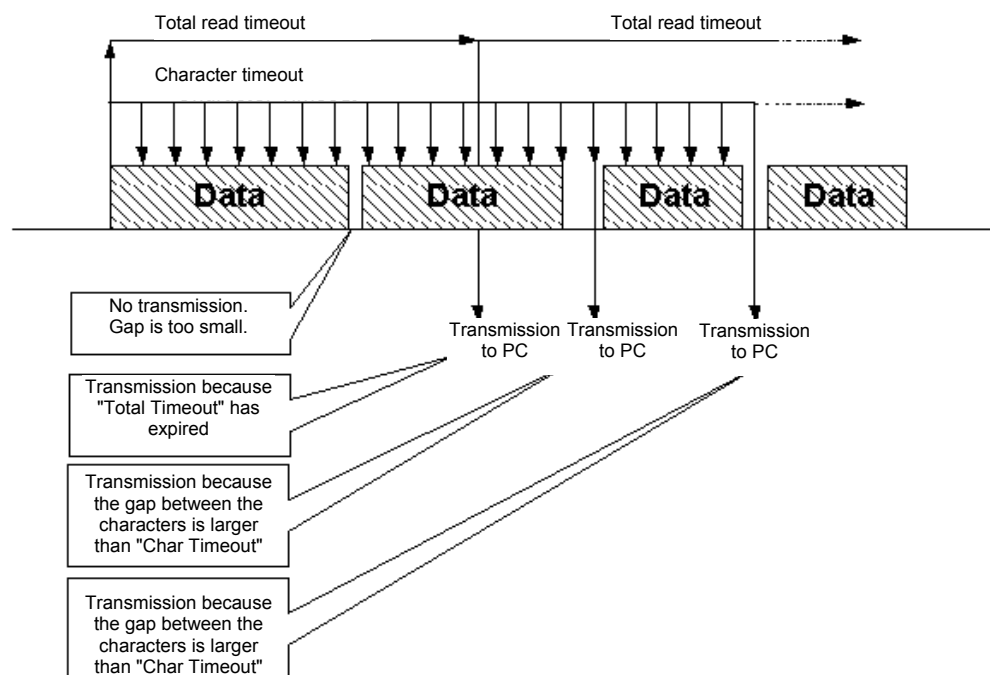 Total read timeout
Total read timeout
Character timeout
Data
Data
Data
Data
No transmission.
Gap is too small.
Transmission
to PC
Transmission
to PC
Transmission
to PC
Transmission because
"Total Timeout" has
expired
Transmission because
the gap between the
characters is larger
than "Char Timeout"
Transmission because
the gap between the
characters is larger
than "Char Timeout"